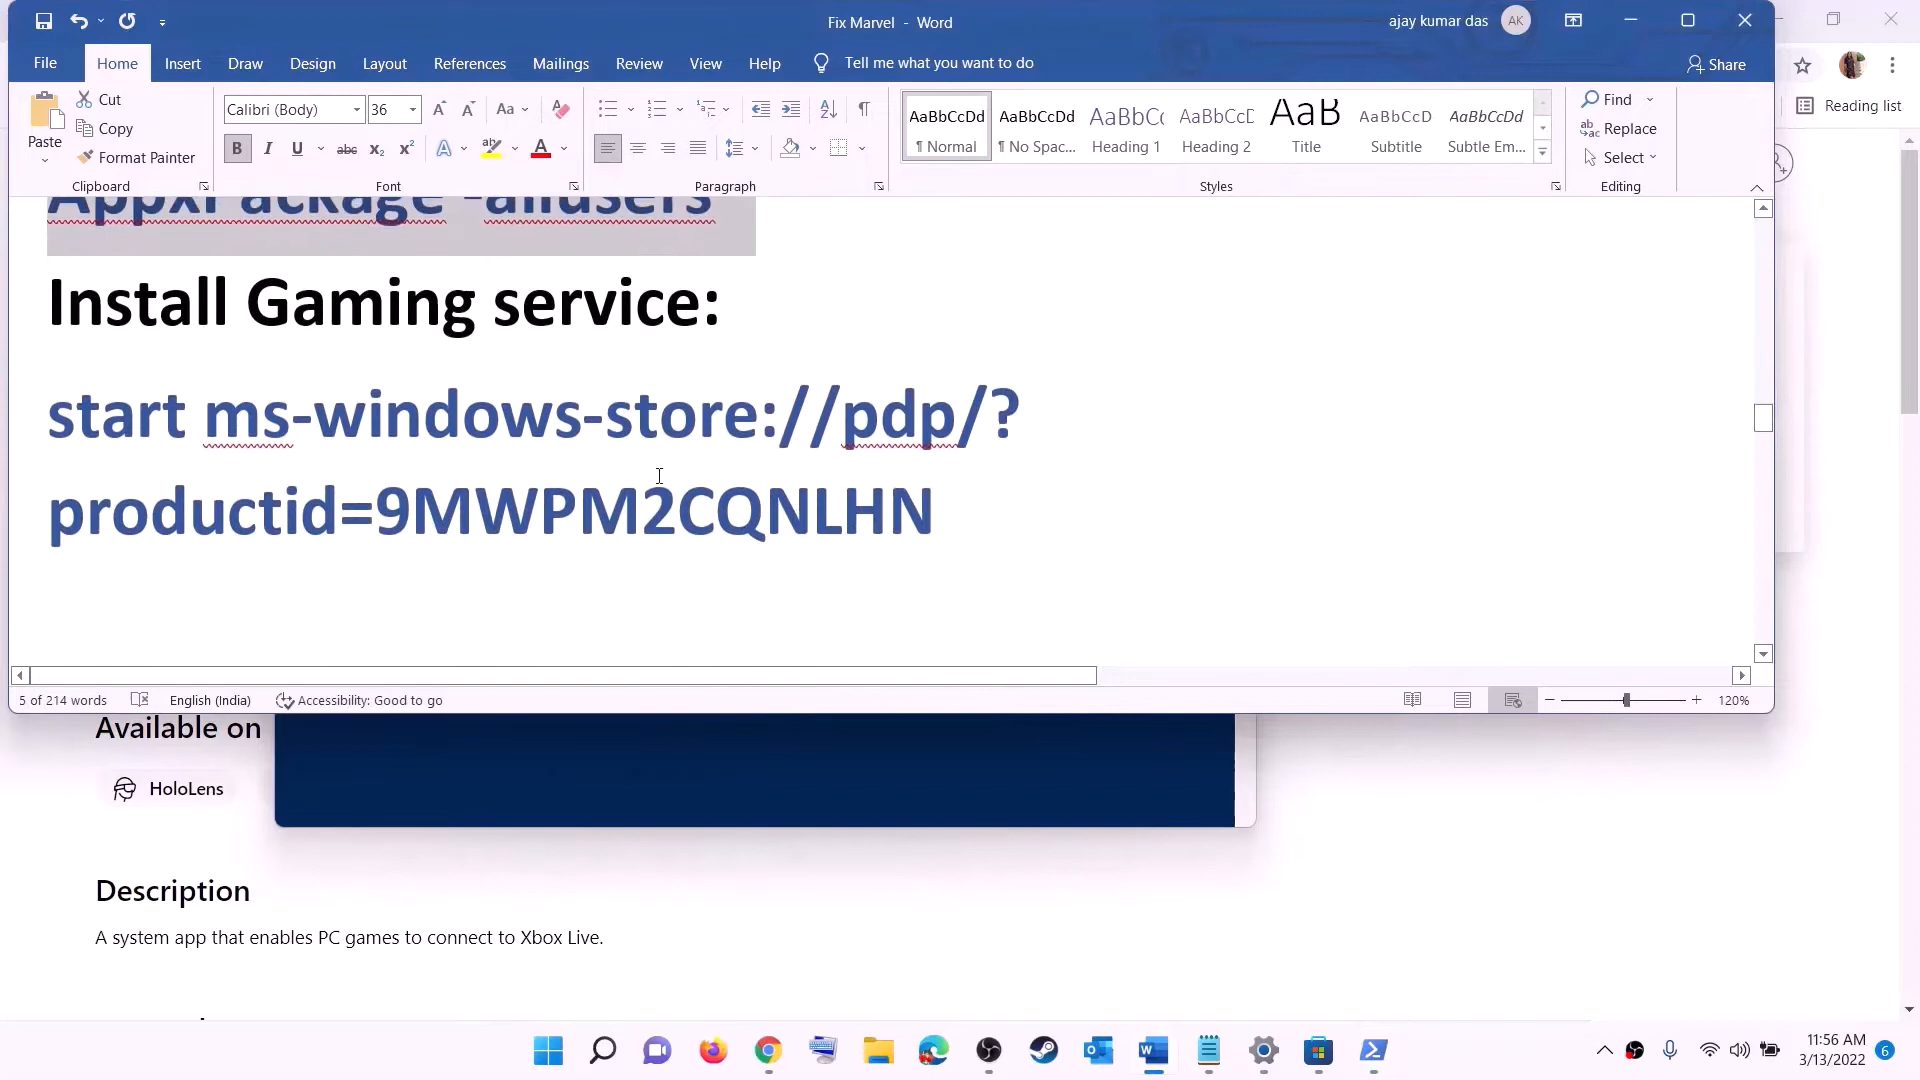 Fix Marvel - Word
ajay kumar das
AK
File
Home
Insert
Draw
Design
Layout
References
Mailings
Review
View
Help
Tell me what you want to do
Share
Paste
Cut
Copy
Format Painter
Clipboard
Calibri (Body)
36
Aa
Font
Paragraph
AaBbCcDd
¶ Normal
AaBbCcDd
¶ No Spac...
AaBbC
Heading 1
AaBbCcC
Heading 2
AaB
Title
AaBbCcD
Subtitle
AaBbCcDd
Subtle Em...
Styles
Find
Replace
Select
Editing
Reading list
AppxPackage -allusers
Install Gaming service:
start ms-windows-store://pdp/?
productid=9MWPM2CQNLHN
5 of 214 words
English (India)
Accessibility: Good to go
120%
Available on
HoloLens
Description
A system app that enables PC games to connect to Xbox Live.
11:56 AM
3/13/2022
6